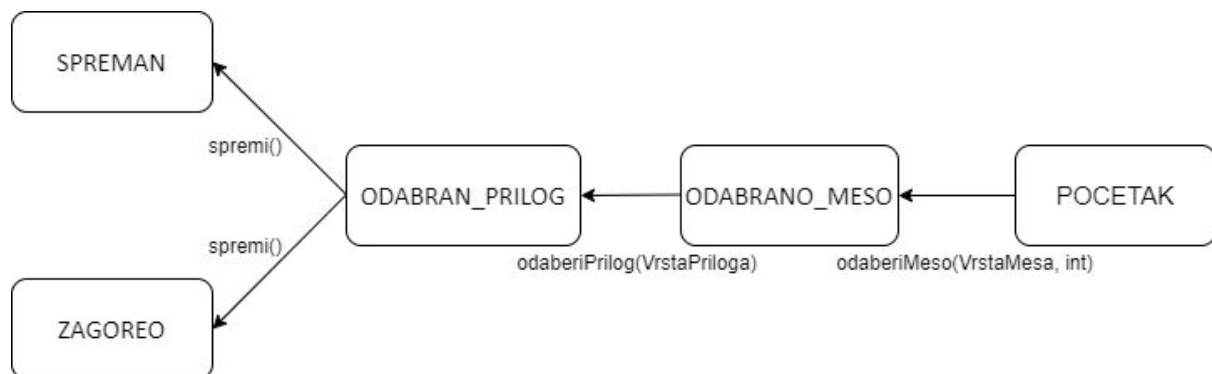 SPREMAN
spremi()
ODABRAN_PRILOG
ODABRANO_MESO
POCETAK
spremi()
odaberiPrilog(VrstaPriloga)
odaberiMeso(VrstaMesa, int)
ZAGOREO